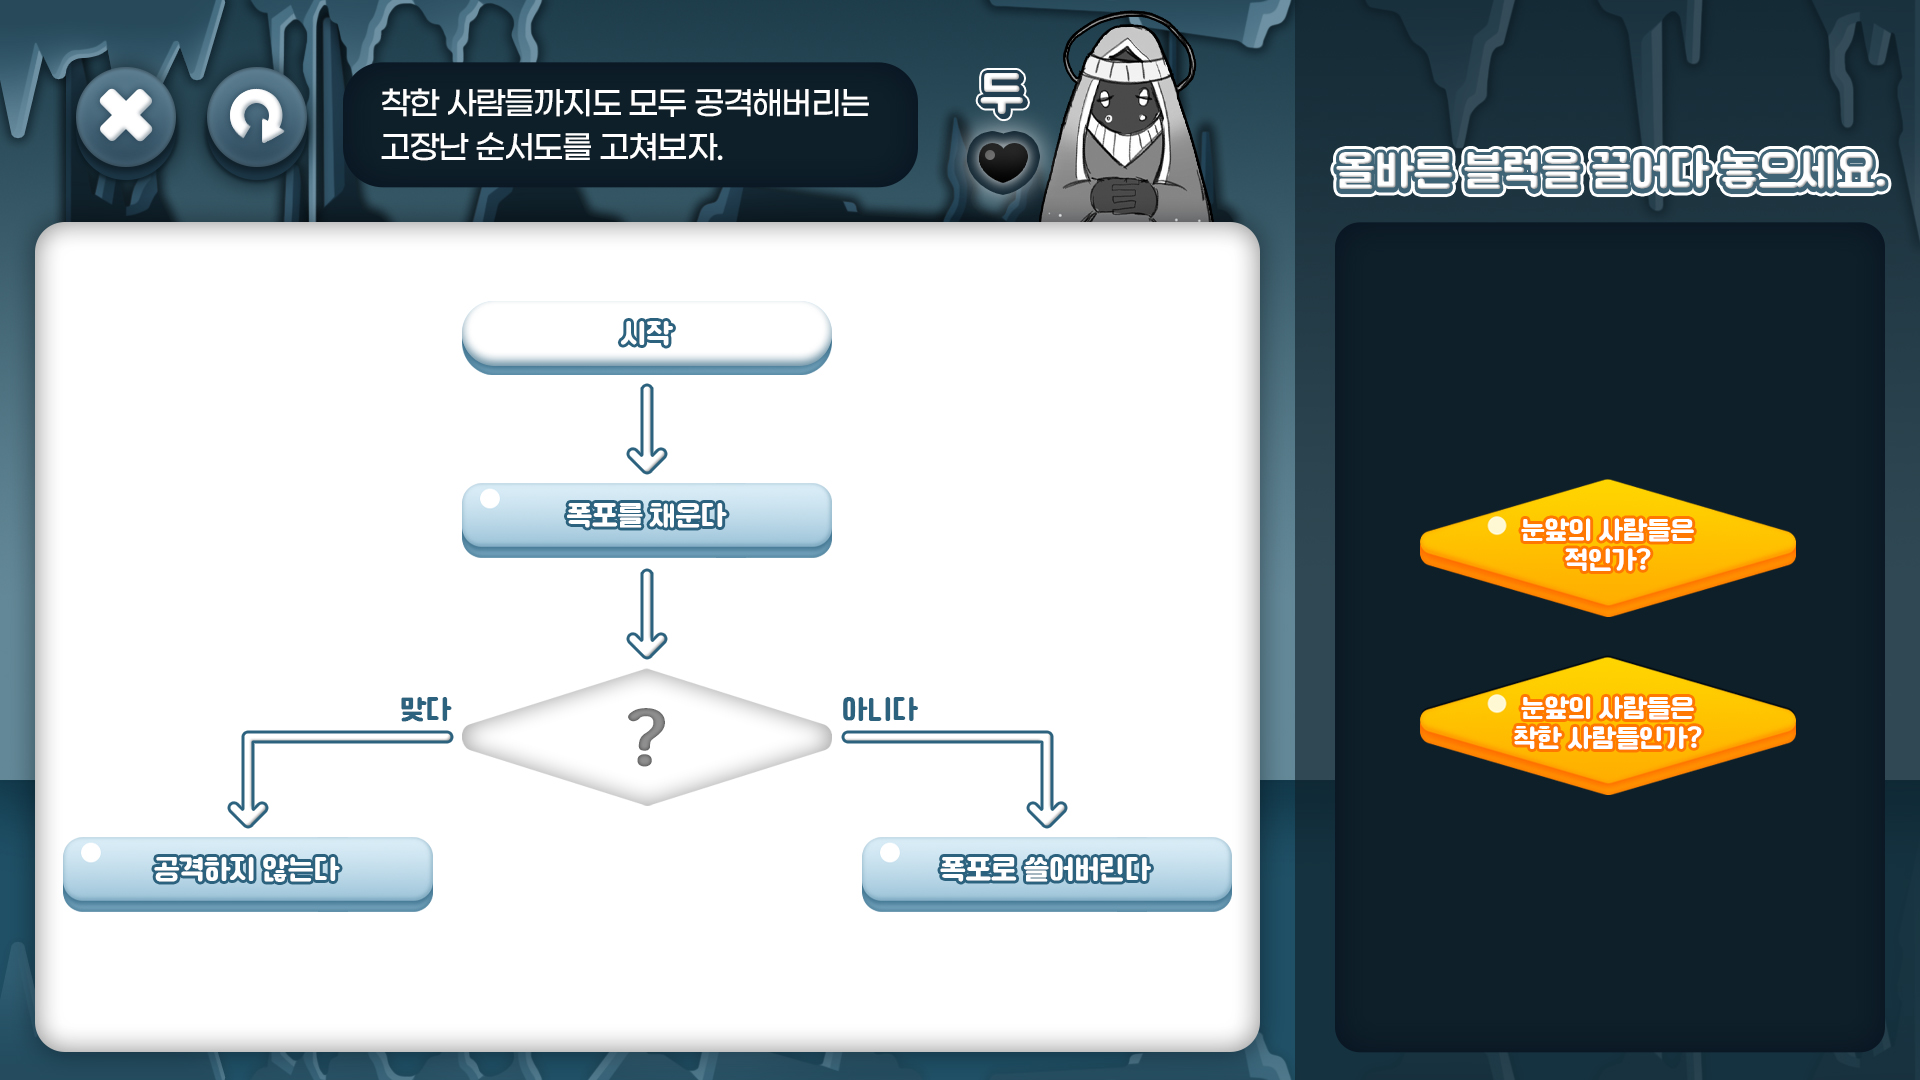 착한 사람들까지도 모두 공격해버리는
고장난 순서도를 고쳐보자.
두
올바른 블럭을 끌어다 놓으세요.
시작
폭포를 채운다
?
맞다
아니다
공격하지 않는다
폭포로 쓸어버린다
눈앞의 사람들은
적인가?
눈앞의 사람들은
착한 사람들인가?